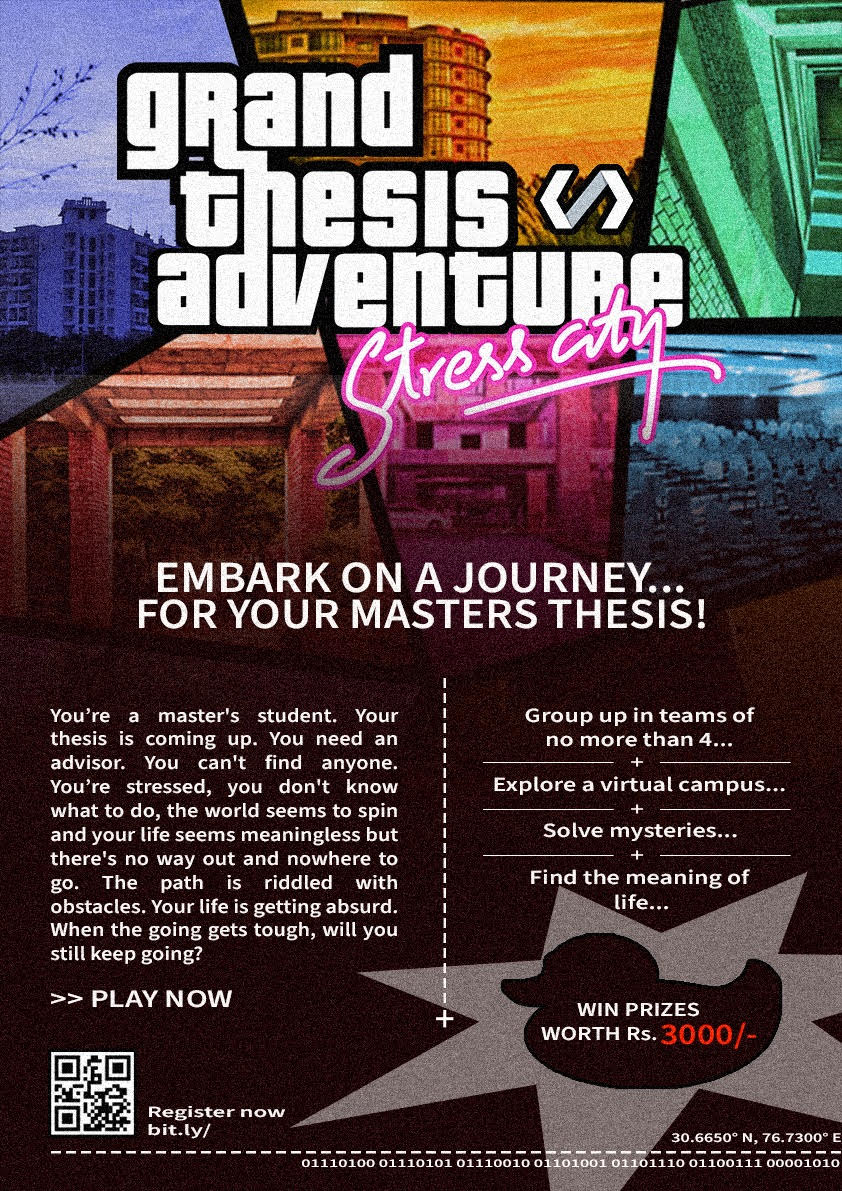 grand
thesis
adventure
Stress city
EMBARK ON A JOURNEY...
FOR YOUR MASTERS THESIS!
You’re a master's student. Your
thesis is coming up. You need an
advisor. You can't find anyone.
You’re stressed, you don't know
what to do, the world seems to spin
and your life seems meaningless but
there's no way out and nowhere to
go. The path is riddled with
obstacles. Your life is getting absurd.
When the going gets tough, will you
still keep going?
>> PLAY NOW
Register now
bit.ly/
Group up in teams of
no more than 4...
+
Explore a virtual campus...
+
Solve mysteries...
+
Find the meaning of
life...
WIN PRIZES
WORTH Rs. 3000/-
30.6650° N, 76.7300° E
01110100 01110101 01110010 01101001 01101110 01100111 00001010